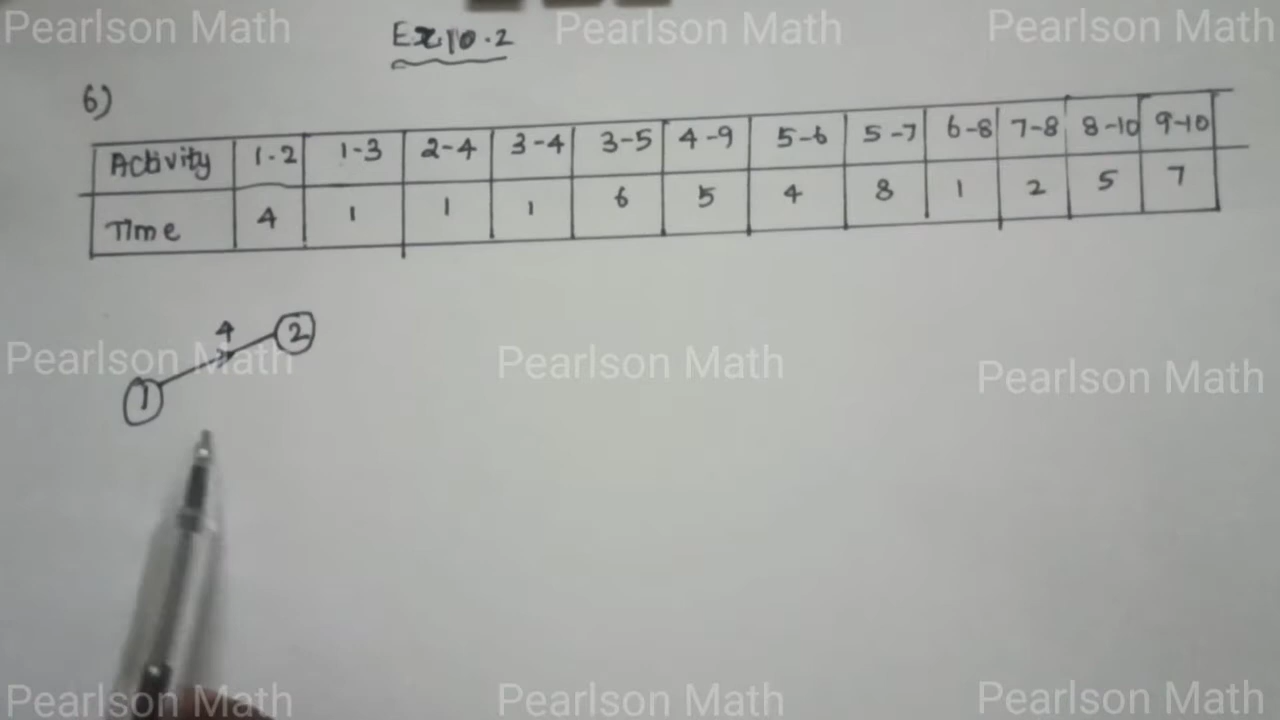 Pearlson Math Pearlson Math Pearlson Math
Ex 10.2
6)
Activity 1-2 1-3 2-4 3-4 3-5 4-9 5-6 5-7 6-8 7-8 8-10 9-10
Time 4 1 1 1 6 5 4 8 1 2 5 7
4 2
1
Pearlson Math Pearlson Math Pearlson Math
Pearlson Math Pearlson Math Pearlson Math